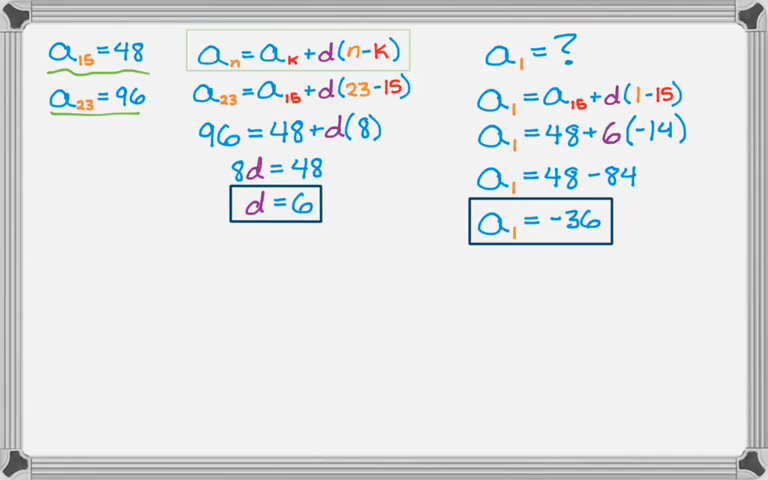 a₁₅ = 48
a₂₃ = 96
aₙ = aₖ + d(n - k)
a₂₃ = a₁₅ + d(23 - 15)
96 = 48 + d(8)
8d = 48
d = 6
a₁ = ?
a₁ = a₁₅ + d(1 - 15)
a₁ = 48 + 6(-14)
a₁ = 48 - 84
a₁ = -36